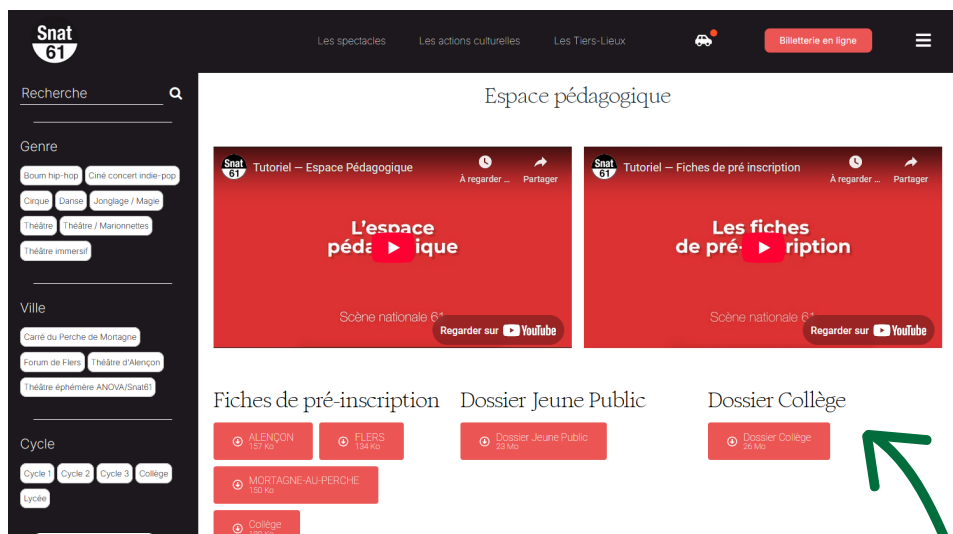 Snat
61
Les spectacles
Les actions culturelles
Les Tiers-Lieux
Billetterie en ligne
Recherche
Genre
Boum hip-hop
Ciné concert indie-pop
Cirque
Danse
Jonglage / Magie
Théâtre
Théâtre / Marionnettes
Théâtre immersif
Ville
Carré du Perche de Mortagne
Forum de Flers
Théâtre d'Alençon
Théâtre éphémère ANOVA/Snat61
Cycle
Cycle 1
Cycle 2
Cycle 3
Collège
Lycée
Espace pédagogique
Snat
61
Tutoriel — Espace Pédagogique
À regarder ...
Partager
L'espace
Scène nationale
Regarder sur YouTube
Snat
61
Tutoriel — Fiches de pré inscription
À regarder ...
Partager
Les fiches
Scène nationale
Regarder sur YouTube
Fiches de pré-inscription
ALENÇON
157 Ko
FLERS
134 Ko
MORTAGNE-AU-PERCHE
150 Ko
Collège
Dossier Jeune Public
Dossier Jeune Public
23 Mo
Dossier Collège
Dossier Collège
26 Mo